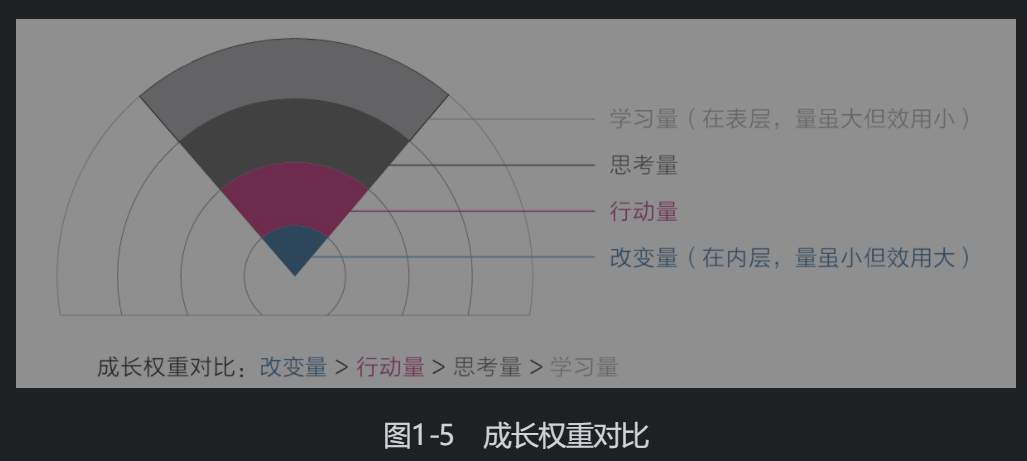 学习量（在表层，量虽大但效用小）
思考量
行动量
改变量（在内层，量虽小但效用大）
成长权重对比：改变量 > 行动量 > 思考量 > 学习量
图1-5 成长权重对比